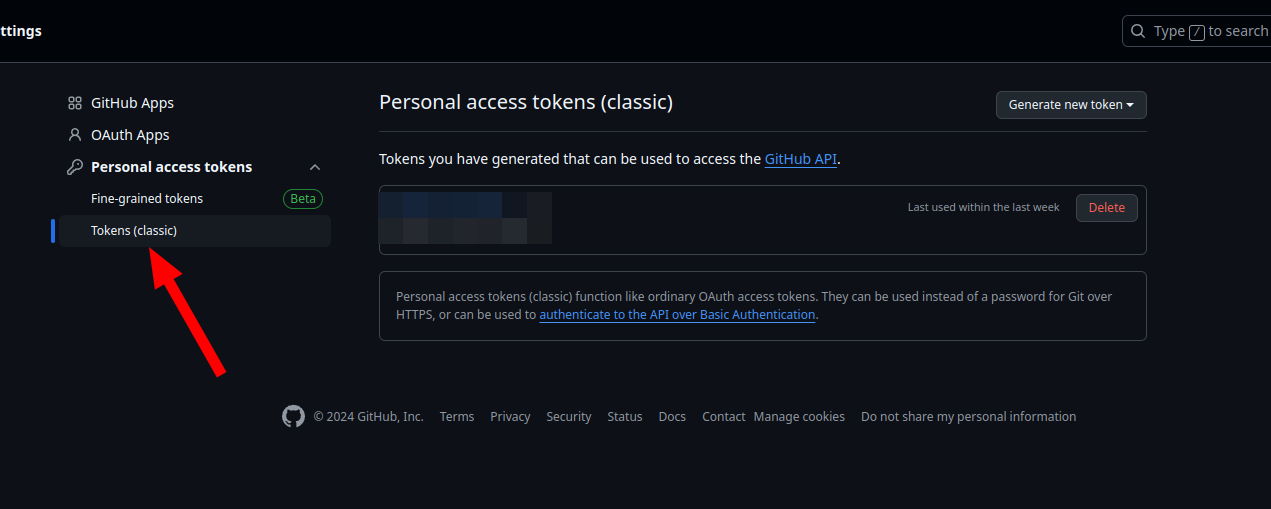 ttings
Type / to search
GitHub Apps
OAuth Apps
Personal access tokens
Fine-grained tokens
Beta
Tokens (classic)
Personal access tokens (classic)
Generate new token
Tokens you have generated that can be used to access the GitHub API.
Last used within the last week
Delete
Personal access tokens (classic) function like ordinary OAuth access tokens. They can be used instead of a password for Git over
HTTPS, or can be used to authenticate to the API over Basic Authentication.
© 2024 GitHub, Inc.
Terms
Privacy
Security
Status
Docs
Contact
Manage cookies
Do not share my personal information